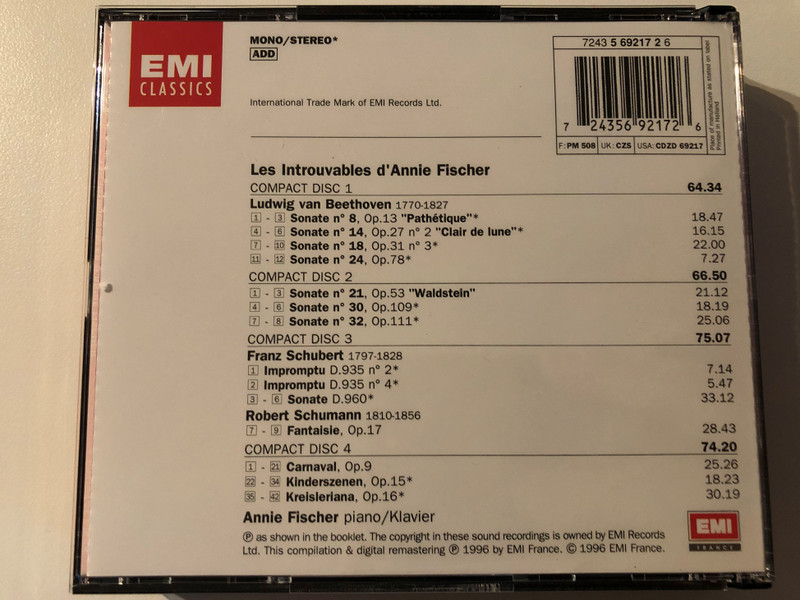 EMI
CLASSICS
MONO/STEREO*
ADD
International Trade Mark of EMI Records Ltd.
7243 5 69217 2 6
7 24356 92172 6
F: PM 508 UK: CZS USA: CDZD 69217
Place of manufacture as stated on label
Printed in Holland
Les Introuvables d'Annie Fischer
COMPACT DISC 1 64.34
Ludwig van Beethoven 1770-1827
1 - 3 Sonate n° 8, Op.13 "Pathétique"* 18.47
4 - 6 Sonate n° 14, Op.27 n° 2 "Clair de lune"* 16.15
7 - 10 Sonate n° 18, Op.31 n° 3* 22.00
11 - 12 Sonate n° 24, Op.78* 7.27
COMPACT DISC 2 66.50
1 - 3 Sonate n° 21, Op.53 "Waldstein" 21.12
4 - 6 Sonate n° 30, Op.109* 18.19
7 - 8 Sonate n° 32, Op.111* 25.06
COMPACT DISC 3 75.07
Franz Schubert 1797-1828
1 Impromptu D.935 n° 2* 7.14
2 Impromptu D.935 n° 4* 5.47
3 - 6 Sonate D.960* 33.12
Robert Schumann 1810-1856
7 - 9 Fantaisie, Op.17 28.43
COMPACT DISC 4 74.20
1 - 21 Carnaval, Op.9 25.26
22 - 34 Kinderszenen, Op.15* 18.23
35 - 42 Kreisleriana, Op.16* 30.19
Annie Fischer piano/Klavier
℗ as shown in the booklet. The copyright in these sound recordings is owned by EMI Records
Ltd. This compilation & digital remastering ℗ 1996 by EMI France. © 1996 EMI France.
EMI
FRANCE